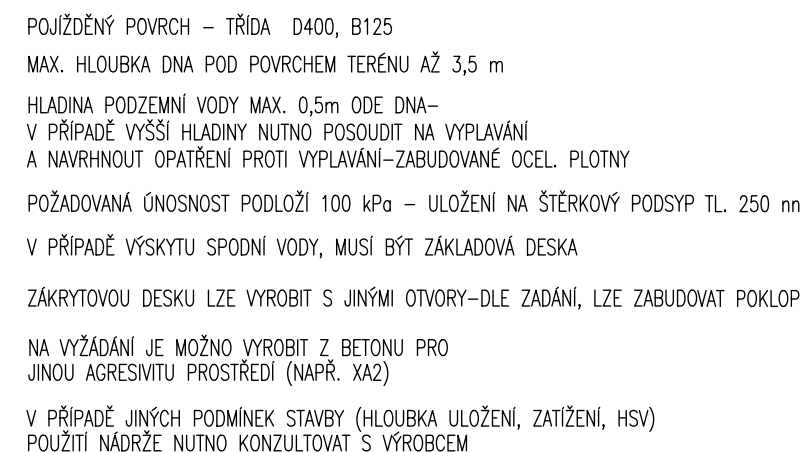 POJÍŽDĚNÝ POVRCH – TŘÍDA D400, B125
MAX. HLOUBKA DNA POD POVRCHEM TERÉNU AŽ 3,5 m
HLADINA PODZEMNÍ VODY MAX. 0,5m ODE DNA–
V PŘÍPADĚ VYŠŠÍ HLADINY NUTNO POSOUDIT NA VYPLAVÁNÍ
A NAVRHNOUT OPATŘENÍ PROTI VYPLAVÁNÍ–ZABUDOVANÉ OCEL. PLOTNY
POŽADOVANÁ ÚNOSNOST PODLOŽÍ 100 kPa – ULOŽENÍ NA ŠTĚRKOVÝ PODSYP TL. 250 nn
V PŘÍPADĚ VÝSKYTU SPODNÍ VODY, MUSÍ BÝT ZÁKLADOVÁ DESKA
ZÁKRYTOVOU DESKU LZE VYROBIT S JINÝMI OTVORY–DLE ZADÁNÍ, LZE ZABUDOVAT POKLOP
NA VYŽÁDÁNÍ JE MOŽNO VYROBIT Z BETONU PRO
JINOU AGRESIVITU PROSTŘEDÍ (NAPŘ. XA2)
V PŘÍPADĚ JINÝCH PODMÍNEK STAVBY (HLOUBKA ULOŽENÍ, ZATÍŽENÍ, HSV)
POUŽITÍ NÁDRŽE NUTNO KONZULTOVAT S VÝROBCEM